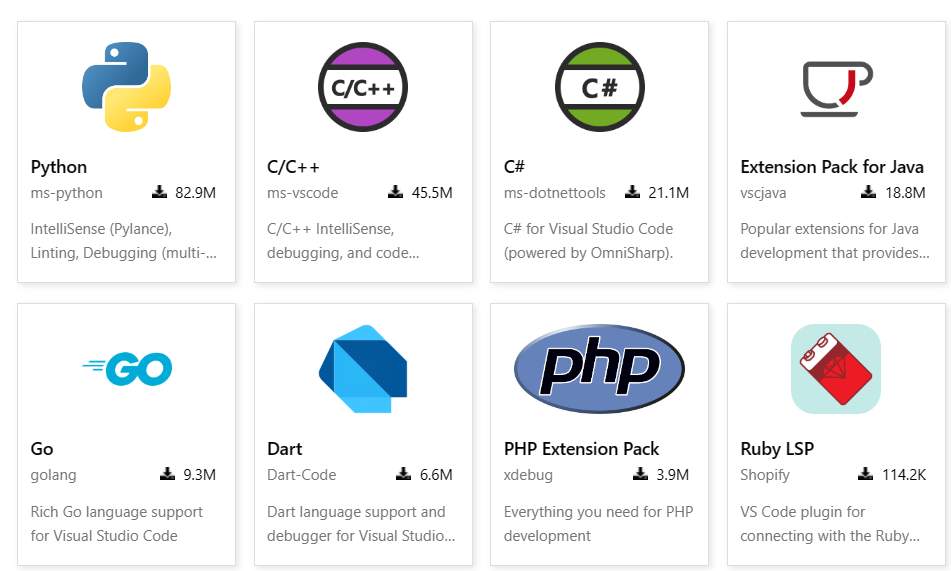 C/C++
C#
Python
ms-python 82.9M
IntelliSense (Pylance),
Linting, Debugging (multi-...
C/C++
ms-vscode 45.5M
C/C++ IntelliSense,
debugging, and code...
C#
ms-dotnettools 21.1M
C# for Visual Studio Code
(powered by OmniSharp).
Extension Pack for Java
vscjava 18.8M
Popular extensions for Java
development that provides...
GO
php
Go
golang 9.3M
Rich Go language support
for Visual Studio Code
Dart
Dart-Code 6.6M
Dart language support and
debugger for Visual Studio...
PHP Extension Pack
xdebug 3.9M
Everything you need for PHP
development
Ruby LSP
Shopify 114.2K
VS Code plugin for
connecting with the Ruby...